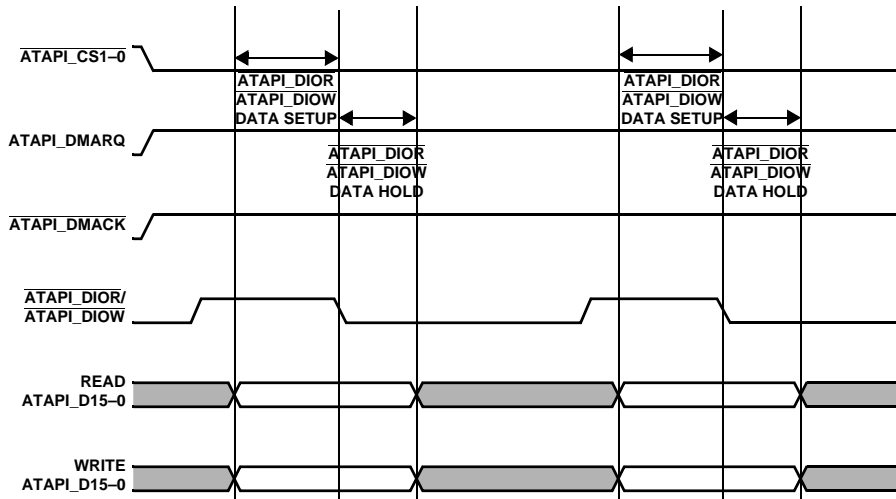 ATAPI_CS1–0
ATAPI_DIOR
ATAPI_DIOW
DATA SETUP
ATAPI_DIOR
ATAPI_DIOW
DATA SETUP
ATAPI_DMARQ
ATAPI_DIOR
ATAPI_DIOW
DATA HOLD
ATAPI_DIOR
ATAPI_DIOW
DATA HOLD
ATAPI_DMACK
ATAPI_DIOR/
ATAPI_DIOW
READ
ATAPI_D15–0
WRITE
ATAPI_D15–0